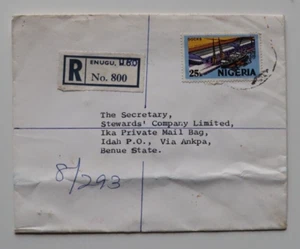 ENUGU, U.60
R No. 800
25k
NIGERIA
The Secretary,
Stewards' Company Limited,
Ika Private Mail Bag,
Idah P.O., Via Ankpa,
Benue State.
8/293